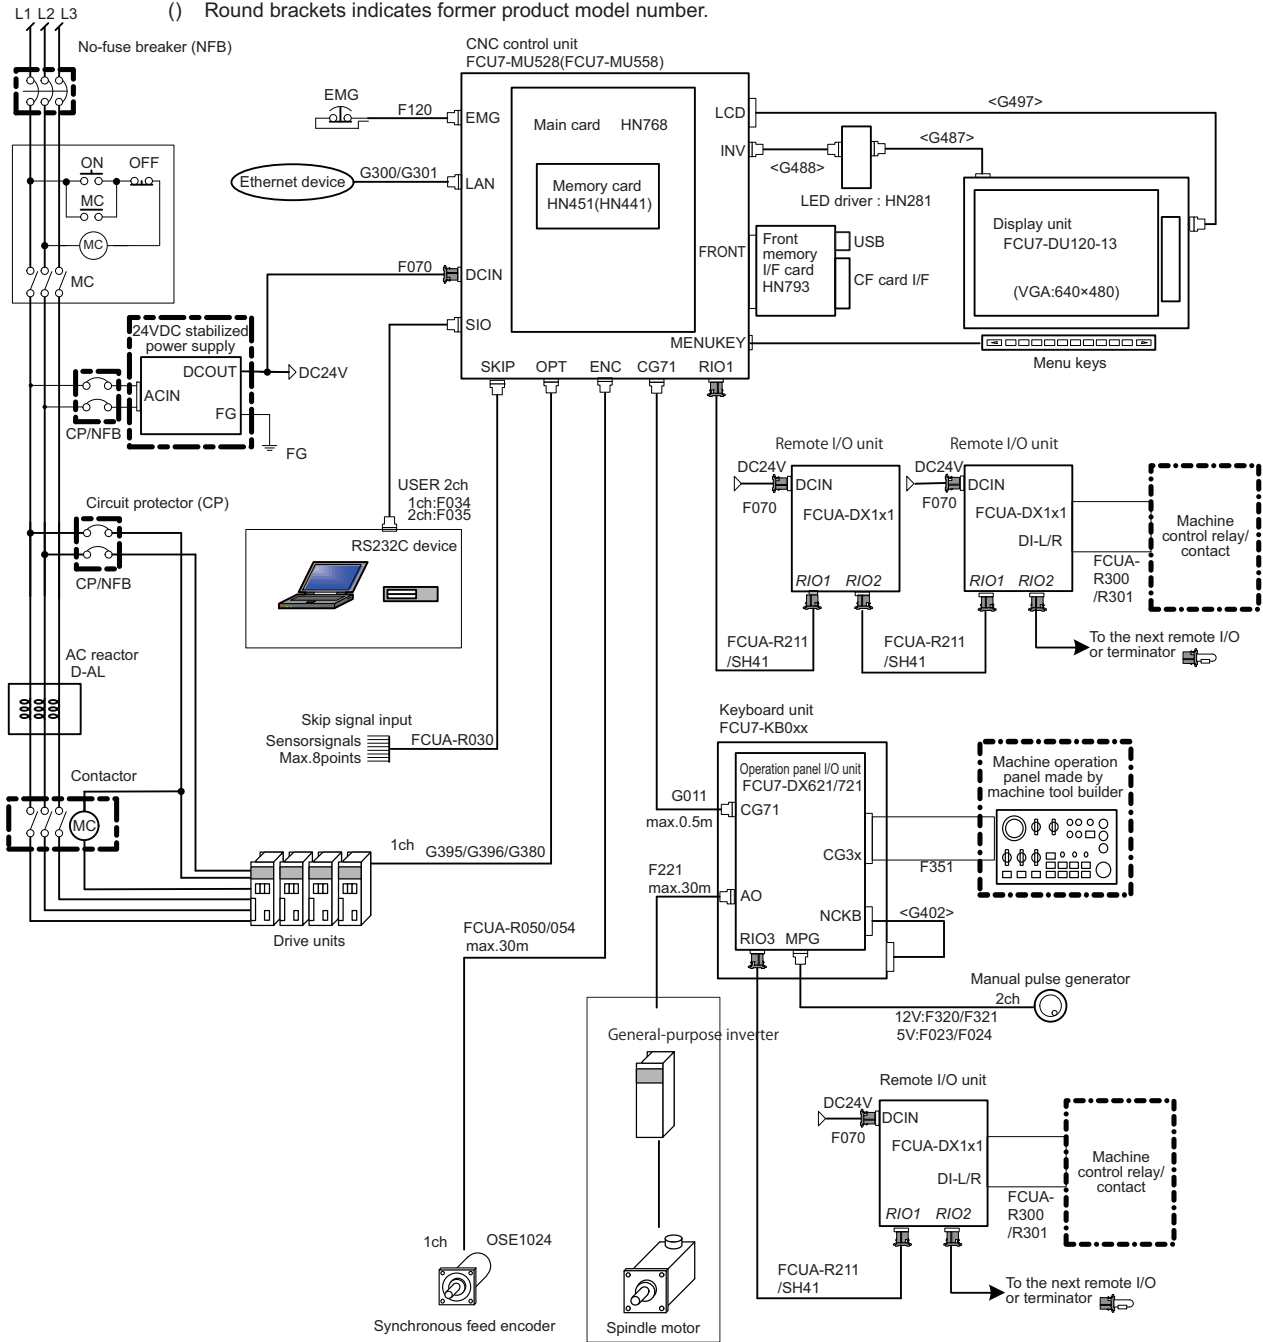 () Round brackets indicates former product model number.
L1 L2 L3
No-fuse breaker (NFB)
CNC control unit
FCU7-MU528(FCU7-MU558)
EMG
F120
EMG
Main card HN768
Memory card
HN451(HN441)
LCD
<G497>
INV
<G488>
<G487>
LED driver : HN281
Ethernet device
G300/G301
LAN
ON OFF
MC
MC
MC
F070
DCIN
SIO
FRONT
Front
memory
I/F card
HN793
USB
CF card I/F
Display unit
FCU7-DU120-13
(VGA:640×480)
MENUKEY
Menu keys
SKIP OPT ENC CG71 RIO1
24VDC stabilized
power supply
DCOUT
DC24V
ACIN
FG
FG
CP/NFB
Circuit protector (CP)
CP/NFB
USER 2ch
1ch:F034
2ch:F035
RS232C device
Remote I/O unit
DC24V
F070
DCIN
FCUA-DX1x1
RIO1 RIO2
FCUA-R211
/SH41
Remote I/O unit
DC24V
F070
DCIN
FCUA-DX1x1
DI-L/R
RIO1 RIO2
FCUA-R211
/SH41
FCUA-
R300
/R301
Machine
control relay/
contact
To the next remote I/O
or terminator
AC reactor
D-AL
Skip signal input
Sensorsignals
Max.8points
FCUA-R030
Contactor
MC
1ch G395/G396/G380
Drive units
Keyboard unit
FCU7-KB0xx
Operation panel I/O unit
FCU7-DX621/721
G011
max.0.5m
CG71
CG3x
F351
F221
max.30m
AO
NCKB
<G402>
RIO3 MPG
Machine operation
panel made by
machine tool builder
FCUA-R050/054
max.30m
Manual pulse generator
2ch
12V:F320/F321
5V:F023/F024
General-purpose inverter
Remote I/O unit
DC24V
F070
DCIN
FCUA-DX1x1
DI-L/R
RIO1 RIO2
FCUA-
R300
/R301
Machine
control relay/
contact
FCUA-R211
/SH41
To the next remote I/O
or terminator
1ch
OSE1024
Synchronous feed encoder
Spindle motor